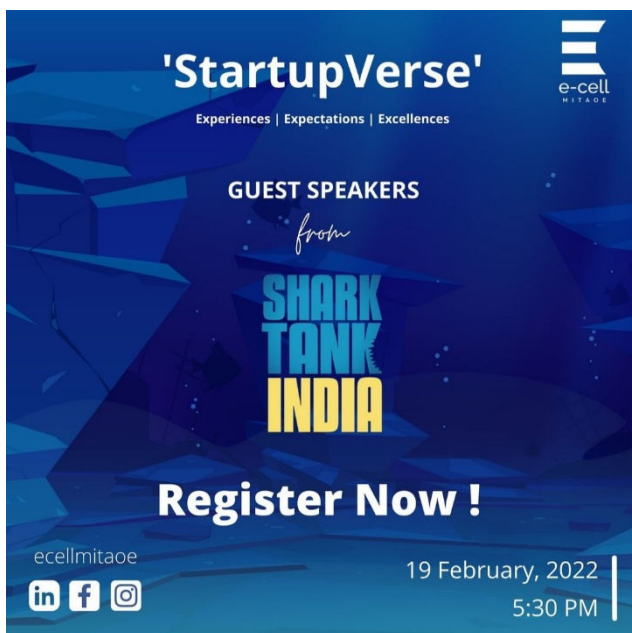 'StartupVerse'
e-cell
MITAOE
Experiences | Expectations | Excellences
GUEST SPEAKERS
from
SHARK
TANK
INDIA
Register Now !
ecellmitaoe
in f
19 February, 2022
5:30 PM